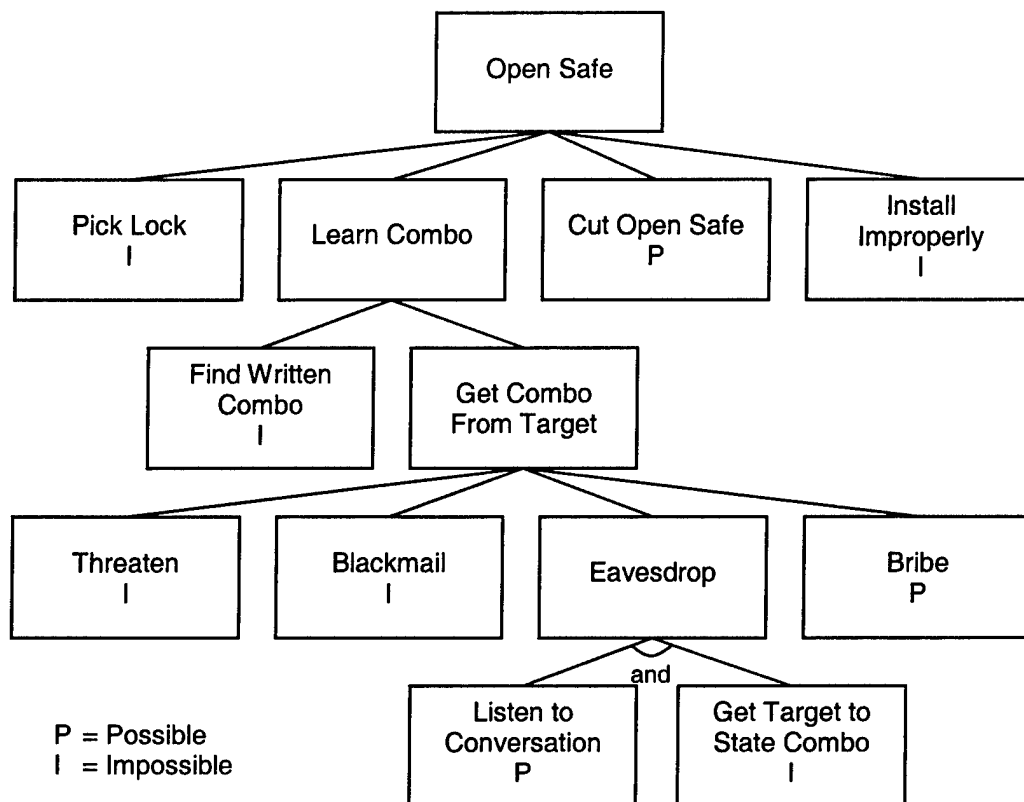 Open Safe
Pick Lock
I
Learn Combo
Cut Open Safe
P
Install
Improperly
I
Find Written
Combo
I
Get Combo
From Target
Threaten
I
Blackmail
I
Eavesdrop
Bribe
P
and
Listen to
Conversation
P
Get Target to
State Combo
I
P = Possible
I = Impossible